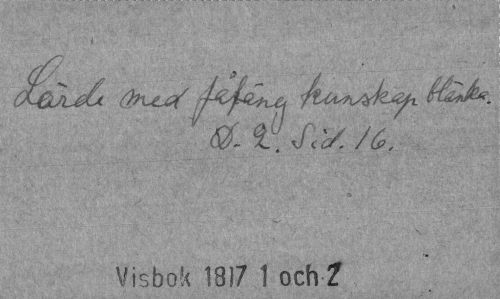 Lärde med fåfäng kunskap blänka.
D. 2. Sid. 16.
Visbok 1817 1 och 2